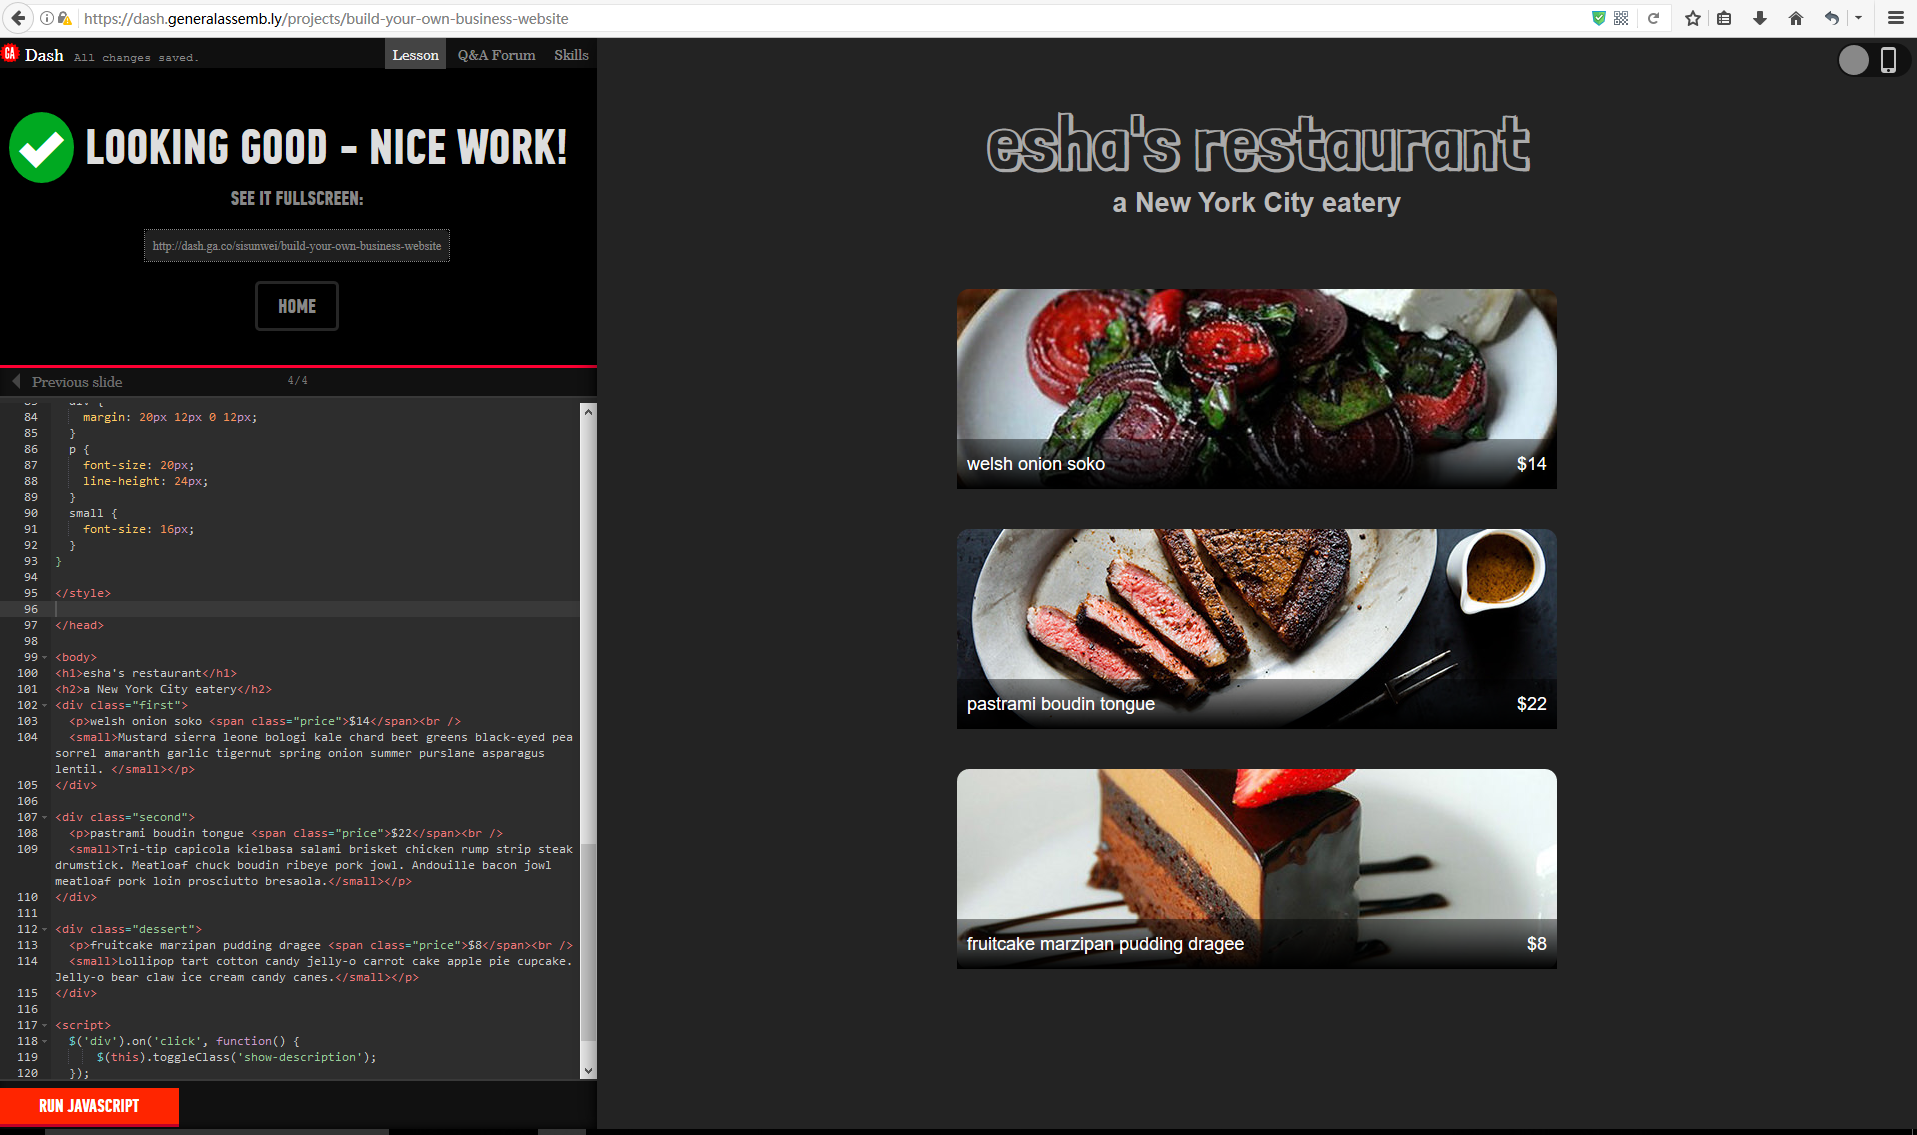 https://dash.generalassemb.ly/projects/build-your-own-business-website
GA Dash All changes saved. Lesson Q&A Forum Skills
LOOKING GOOD - NICE WORK!
SEE IT FULLSCREEN:
http://dash.ga.co/sisunwei/build-your-own-business-website
HOME
Previous slide 4/4
84 margin: 20px 12px 0 12px;
85 }
86 p {
87 font-size: 20px;
88 line-height: 24px;
89 }
90 small {
91 font-size: 16px;
92 }
93 }
94
95 </style>
96
97 </head>
98
99 <body>
100 <h1>esha's restaurant</h1>
101 <h2>a New York City eatery</h2>
102 <div class="first">
103 <p>welsh onion soko <span class="price">$14</span><br />
104 <small>Mustard sierra leone bologi kale chard beet greens black-eyed pea
sorrel amaranth garlic tigernut spring onion summer purslane asparagus
lentil. </small></p>
105 </div>
106
107 <div class="second">
108 <p>pastrami boudin tongue <span class="price">$22</span><br />
109 <small>Tri-tip capicola kielbasa salami brisket chicken rump strip steak
drumstick. Meatloaf chuck boudin ribeye pork jowl. Andouille bacon jowl
meatloaf pork loin prosciutto bresaola.</small></p>
110 </div>
111
112 <div class="dessert">
113 <p>fruitcake marzipan pudding dragee <span class="price">$8</span><br />
114 <small>Lollipop tart cotton candy jelly-o carrot cake apple pie cupcake.
Jelly-o bear claw ice cream candy canes.</small></p>
115 </div>
116
117 <script>
118 $('div').on('click', function() {
119 $(this).toggleClass('show-description');
120 });
RUN JAVASCRIPT
esha's restaurant
a New York City eatery
welsh onion soko $14
pastrami boudin tongue $22
fruitcake marzipan pudding dragee $8